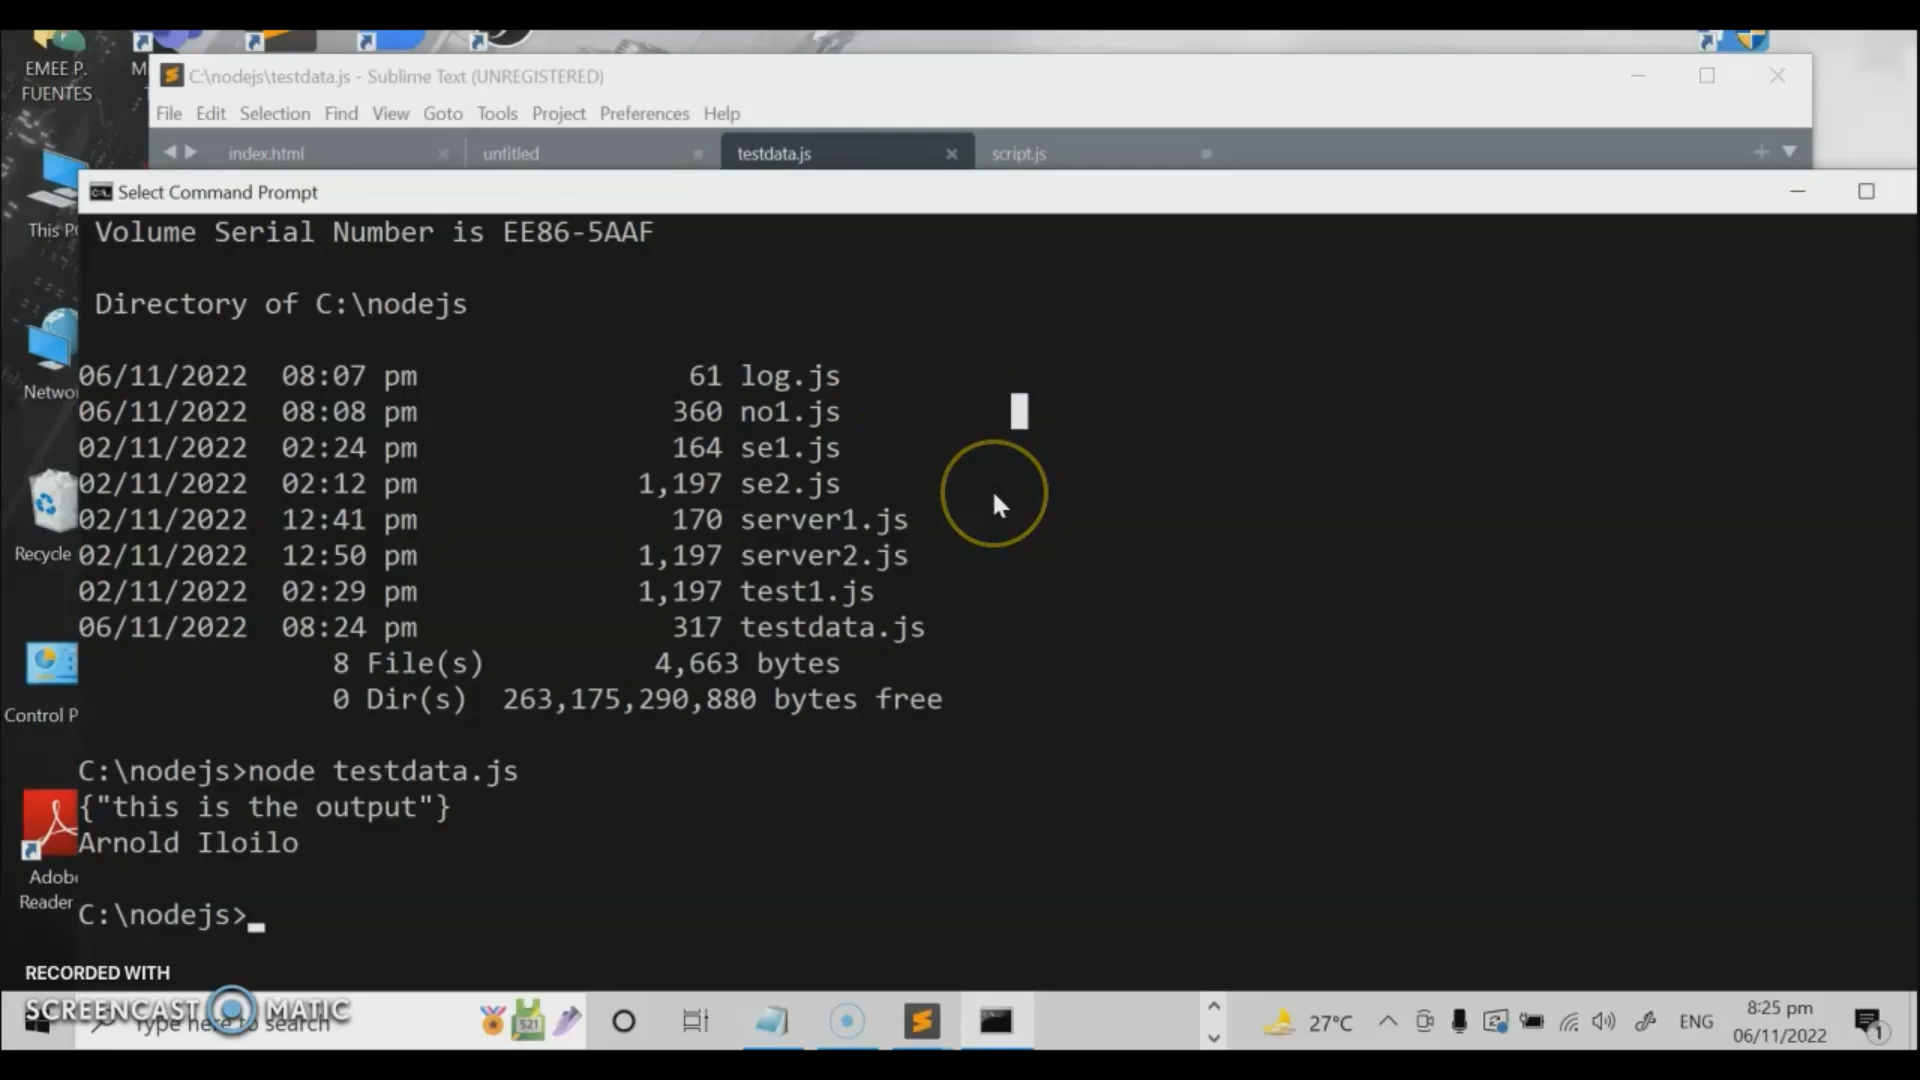 EMEE P.
FUENTES
C:\nodejs\testdata.js - Sublime Text (UNREGISTERED)
File Edit Selection Find View Goto Tools Project Preferences Help
index.html untitled testdata.js script.js
Select Command Prompt
This P
Volume Serial Number is EE86-5AAF
Directory of C:\nodejs
06/11/2022 08:07 pm 61 log.js
Netwo
06/11/2022 08:08 pm 360 no1.js
02/11/2022 02:24 pm 164 se1.js
02/11/2022 02:12 pm 1,197 se2.js
02/11/2022 12:41 pm 170 server1.js
Recycle
02/11/2022 12:50 pm 1,197 server2.js
02/11/2022 02:29 pm 1,197 test1.js
06/11/2022 08:24 pm 317 testdata.js
8 File(s) 4,663 bytes
0 Dir(s) 263,175,290,880 bytes free
Control P
C:\nodejs>node testdata.js
{"this is the output"}
Arnold Iloilo
Adobe
Reader
C:\nodejs>
RECORDED WITH
SCREENCAST MATIC
Type here to search
521
27°C
ENG
8:25 pm
06/11/2022
1